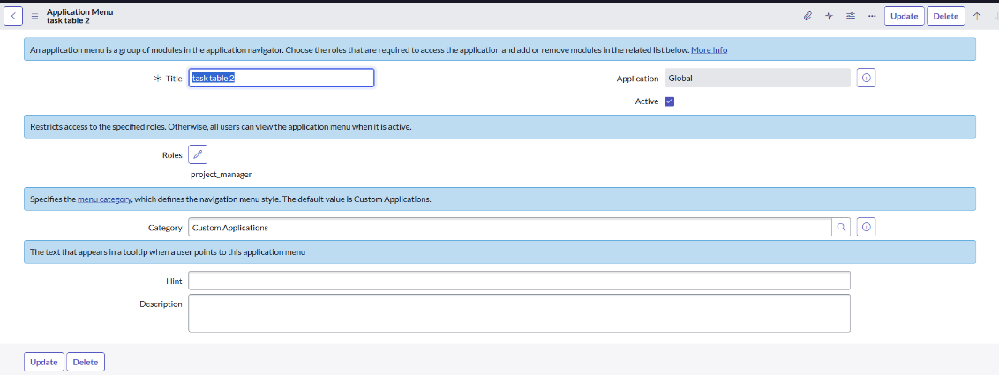 Application Menu
task table 2
Update Delete
An application menu is a group of modules in the application navigator. Choose the roles that are required to access the application and add or remove modules in the related list below. More Info
Title task table 2 Application Global
Active
Restricts access to the specified roles. Otherwise, all users can view the application menu when it is active.
Roles
project_manager
Specifies the menu category, which defines the navigation menu style. The default value is Custom Applications.
Category Custom Applications
The text that appears in a tooltip when a user points to this application menu
Hint
Description
Update Delete